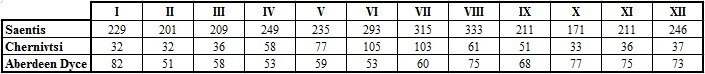 I II III IV V VI VII VIII IX X XI XII
Saentis 229 201 209 249 235 293 315 333 211 171 211 246
Chernivtsi 32 32 36 58 77 105 103 61 51 33 36 37
Aberdeen Dyce 82 51 58 53 59 53 60 75 68 77 75 73